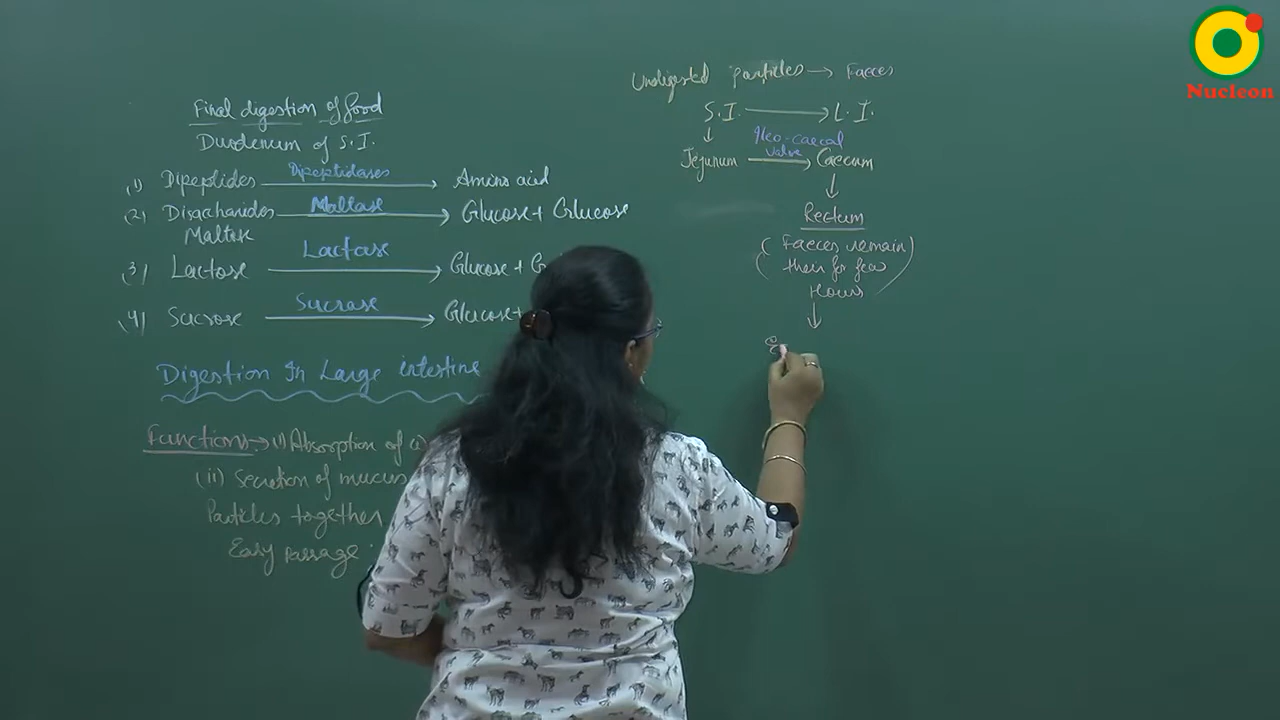 Final digestion of food
Duodenum of S.I.
(1) Dipeptides Dipeptidases Amino acid
(2) Disacharides Maltase Glucose + Glucose
Maltose
(3) Lactose Lactase Glucose + G
(4) Sucrose Sucrase Glucose +
Digestion In Large intestine
Functions → (i) Absorption of
(ii) Secretion of mucus
Particles together
Easy passage
Undigested particles → Faeces
S.I. → L.I.
↓ Ileo-caecal
Jejunum valve → Caecum
↓
Rectum
( Faeces remain )
( their for few )
Hours
↓
Nucleon